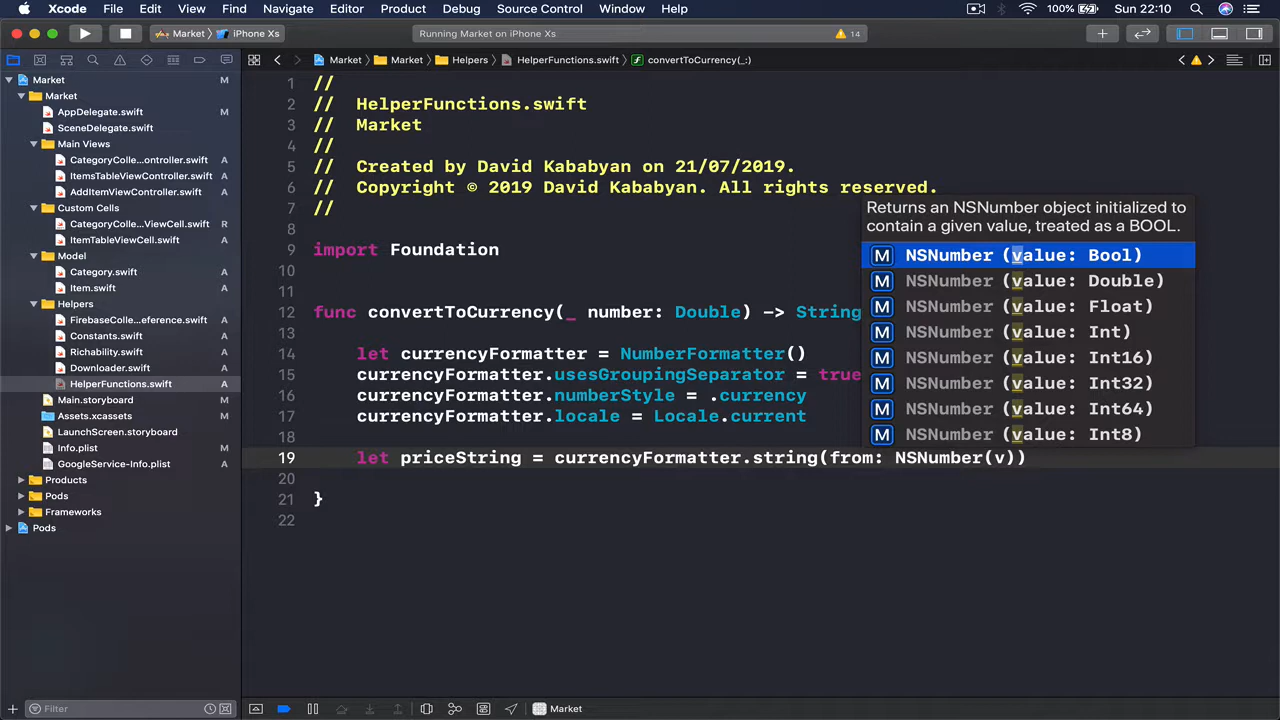 Xcode File Edit View Find Navigate Editor Product Debug Source Control Window Help 100% Sun 22:10
Market iPhone Xs Running Market on iPhone Xs 14
Market Market Helpers HelperFunctions.swift convertToCurrency(_:)
Market M
Market
AppDelegate.swift M
SceneDelegate.swift
Main Views
CategoryColle...ontroller.swift A
ItemsTableViewController.swift A
AddItemViewController.swift A
Custom Cells
CategoryColle...ViewCell.swift R
ItemTableViewCell.swift A
Model
Category.swift A
Item.swift A
Helpers
FirebaseColle...eference.swift A
Constants.swift A
Richability.swift A
Downloader.swift A
HelperFunctions.swift A
Main.storyboard M
Assets.xcassets M
LaunchScreen.storyboard
Info.plist M
GoogleService-Info.plist A
Products
Pods
Frameworks
Pods
Filter
1 //
2 // HelperFunctions.swift
3 // Market
4 //
5 // Created by David Kababyan on 21/07/2019.
6 // Copyright © 2019 David Kababyan. All rights reserved.
7 //
8
9 import Foundation
10
11
12 func convertToCurrency(_ number: Double) -> String
13
14 let currencyFormatter = NumberFormatter()
15 currencyFormatter.usesGroupingSeparator = true
16 currencyFormatter.numberStyle = .currency
17 currencyFormatter.locale = Locale.current
18
19 let priceString = currencyFormatter.string(from: NSNumber(v))
20
21 }
22
Returns an NSNumber object initialized to
contain a given value, treated as a BOOL.
M NSNumber (value: Bool)
M NSNumber (value: Double)
M NSNumber (value: Float)
M NSNumber (value: Int)
M NSNumber (value: Int16)
M NSNumber (value: Int32)
M NSNumber (value: Int64)
M NSNumber (value: Int8)
Market